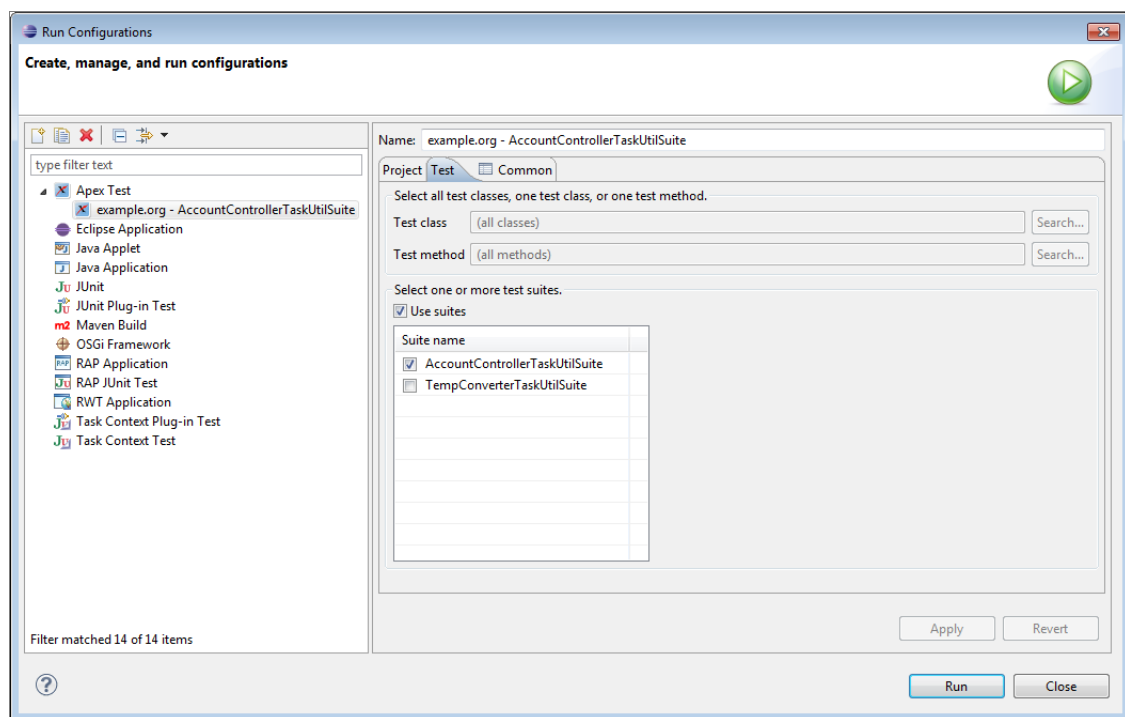 Run Configurations
Create, manage, and run configurations
type filter text
Apex Test
example.org - AccountControllerTaskUtilSuite
Eclipse Application
Java Applet
Java Application
JUnit
JUnit Plug-in Test
m2 Maven Build
OSGi Framework
RAP RAP Application
RAP JUnit Test
RWT Application
Task Context Plug-in Test
Task Context Test
Filter matched 14 of 14 items
Name: example.org - AccountControllerTaskUtilSuite
Project Test Common
Select all test classes, one test class, or one test method.
Test class (all classes) Search...
Test method (all methods) Search...
Select one or more test suites.
Use suites
Suite name
AccountControllerTaskUtilSuite
TempConverterTaskUtilSuite
Apply Revert
? Run Close